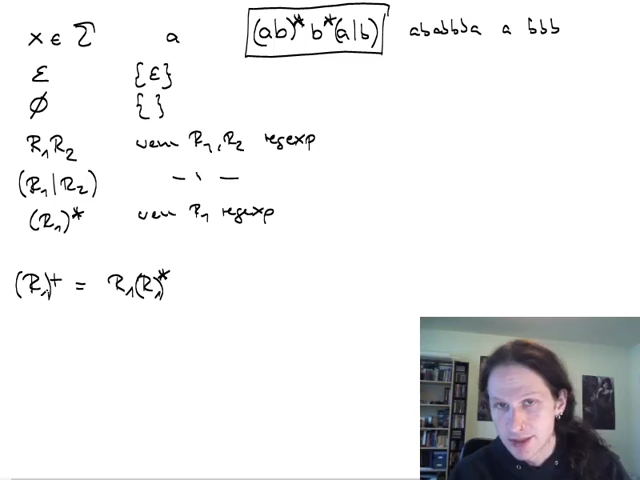 x ∈ Σ a (ab)* b* (a|b) ababbba a bbb
ε {ε}
∅ {}
R₁R₂ wenn R₁, R₂ regexp
(R₁|R₂) — " —
(R₁)* wenn R₁ regexp
(R₁)⁺ = R₁(R₁)*